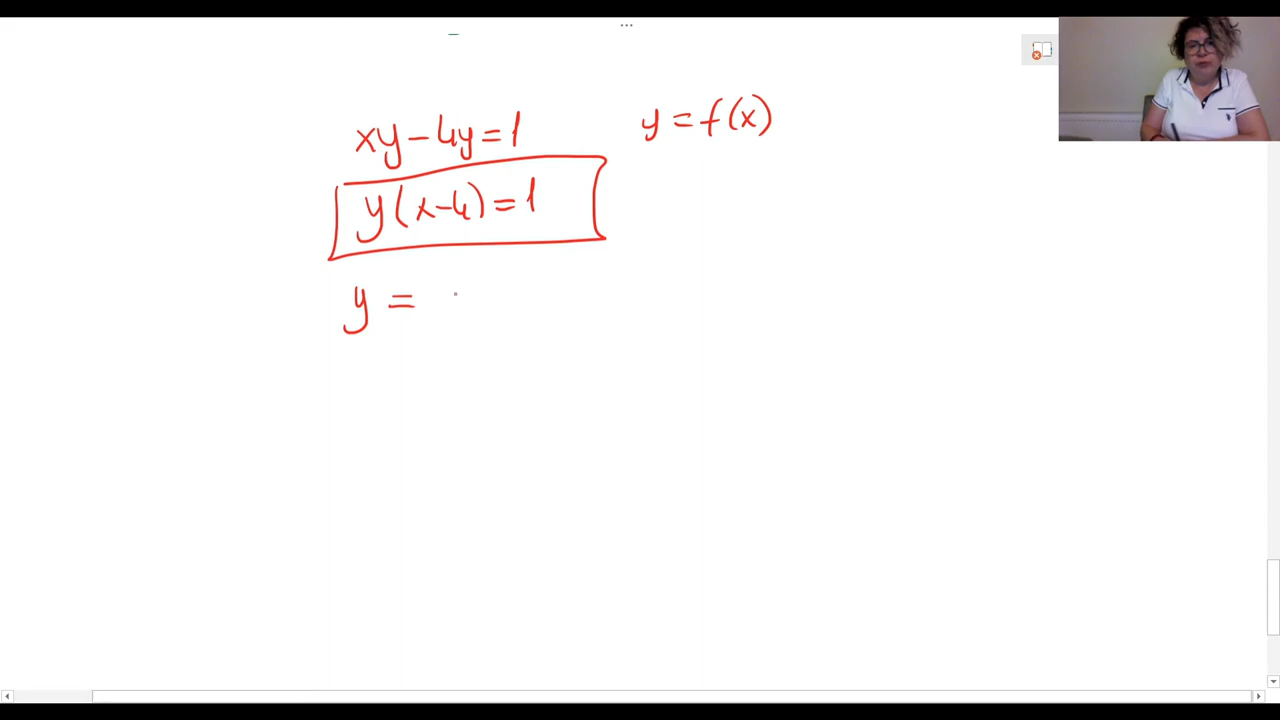 xy-4y=1
y=f(x)
y(x-4)=1
y =